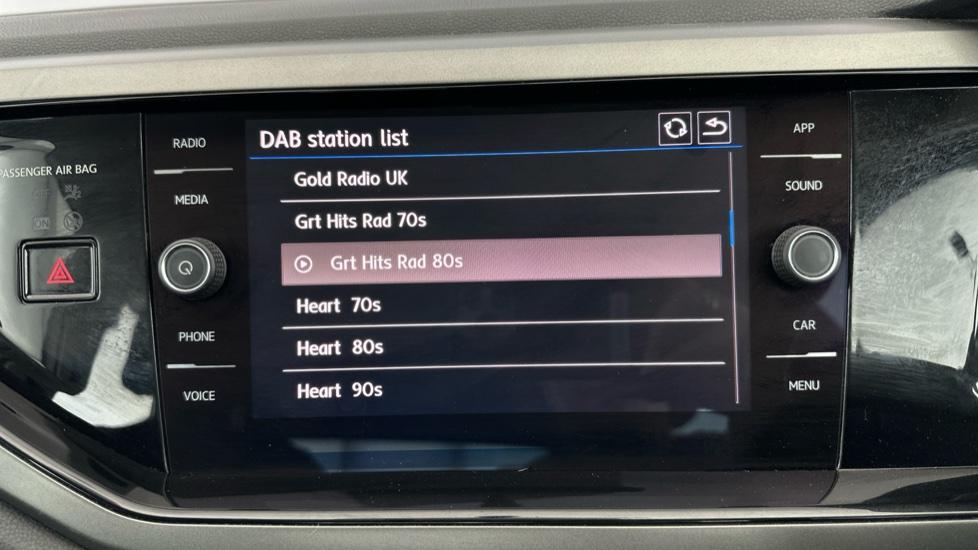 DAB station list
Gold Radio UK
Grt Hits Rad 70s
Grt Hits Rad 80s
Heart 70s
Heart 80s
Heart 90s
RADIO
MEDIA
PHONE
VOICE
APP
SOUND
CAR
MENU
PASSENGER AIR BAG
ON